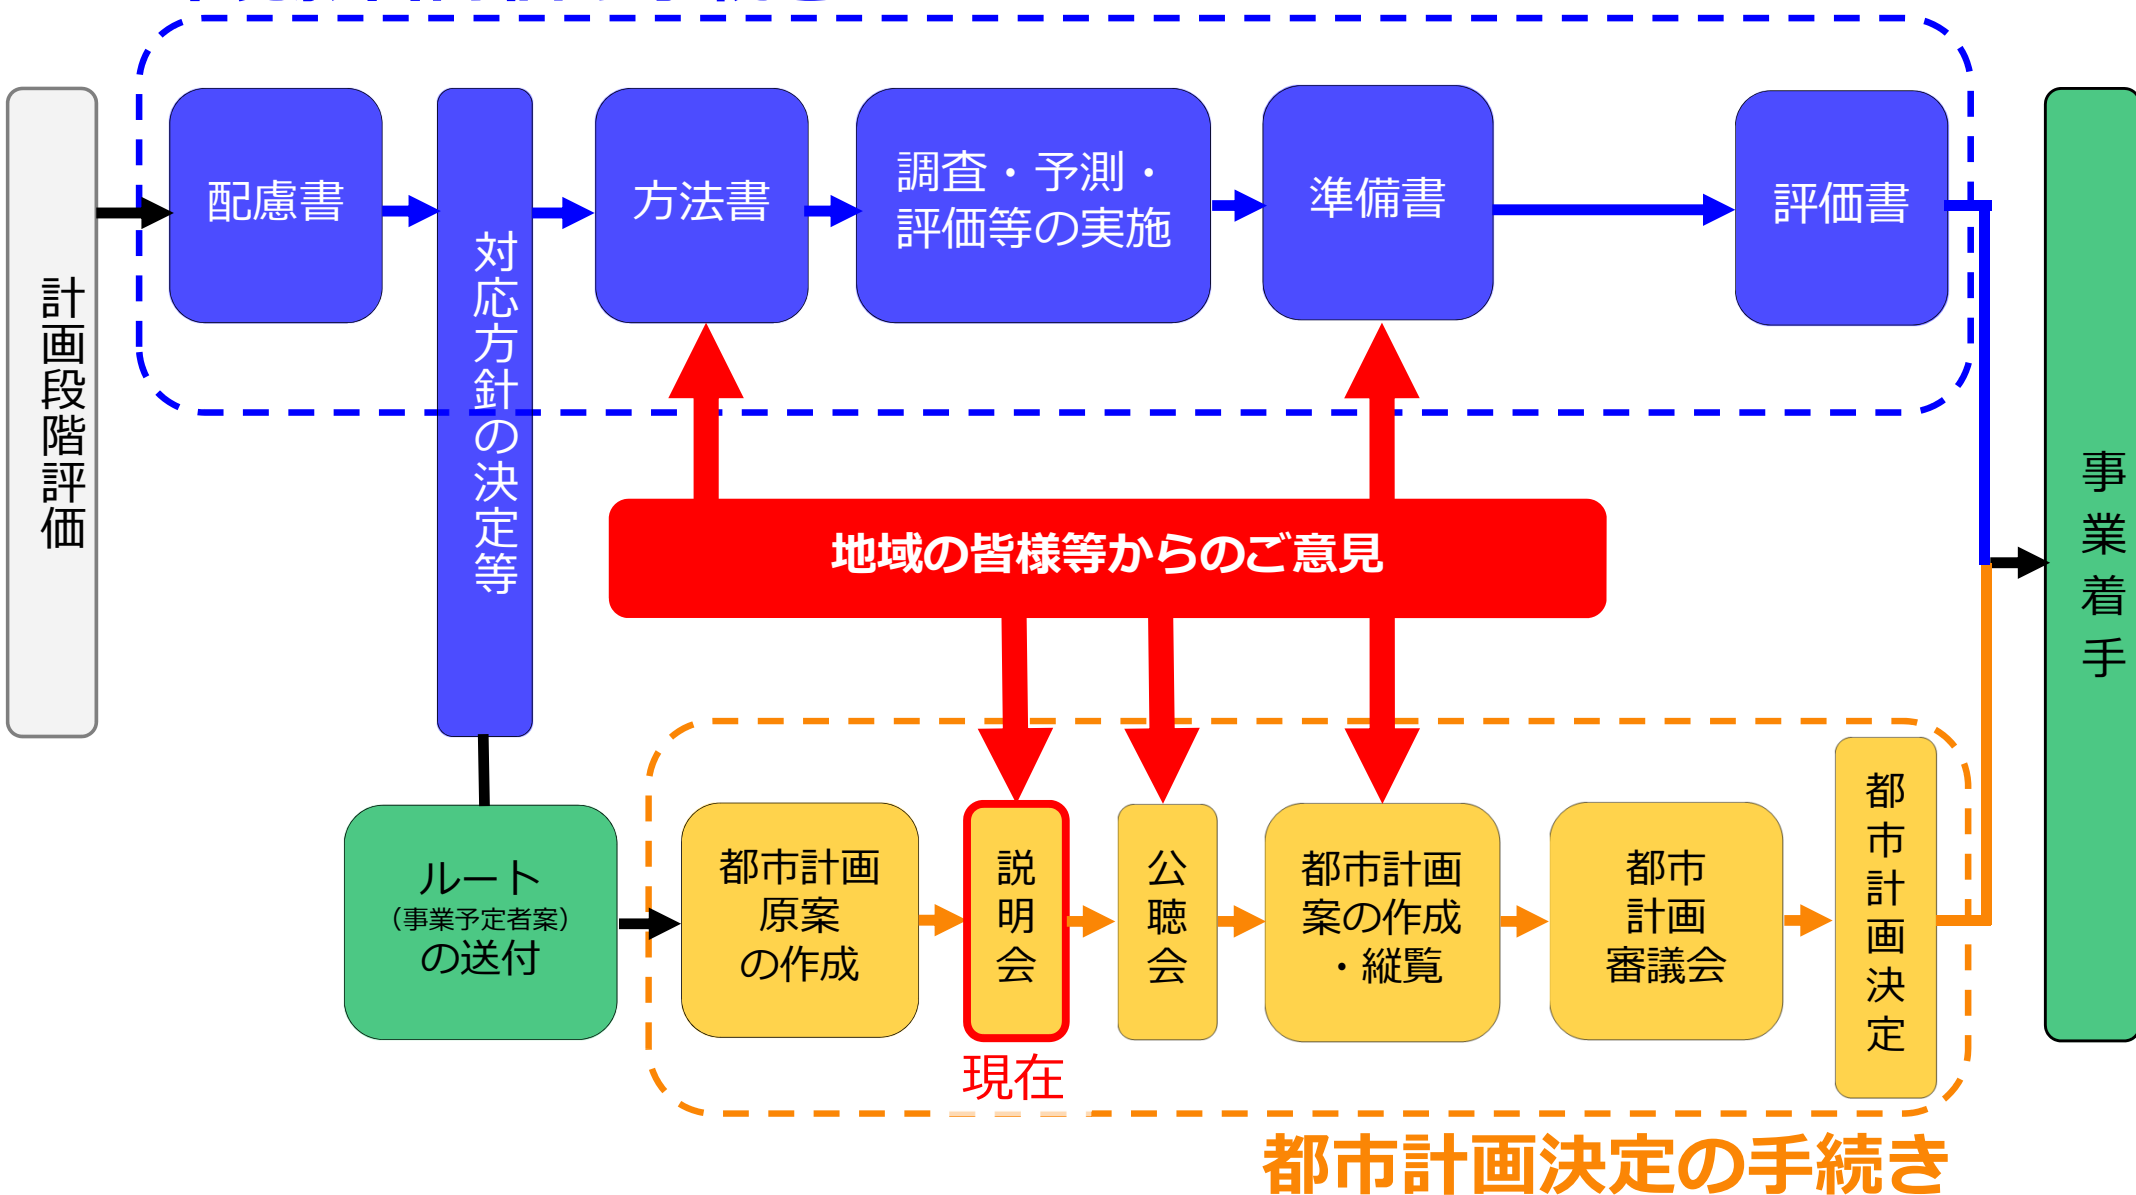 計画段階評価
配慮書
対応方針の決定等
方法書
調査・予測・
評価等の実施
準備書
評価書
地域の皆様等からのご意見
事業着手
ルート
（事業予定者案）
の送付
都市計画
原案
の作成
説明会
現在
公聴会
都市計画
案の作成
・縦覧
都市
計画
審議会
都市計画決定
都市計画決定の手続き